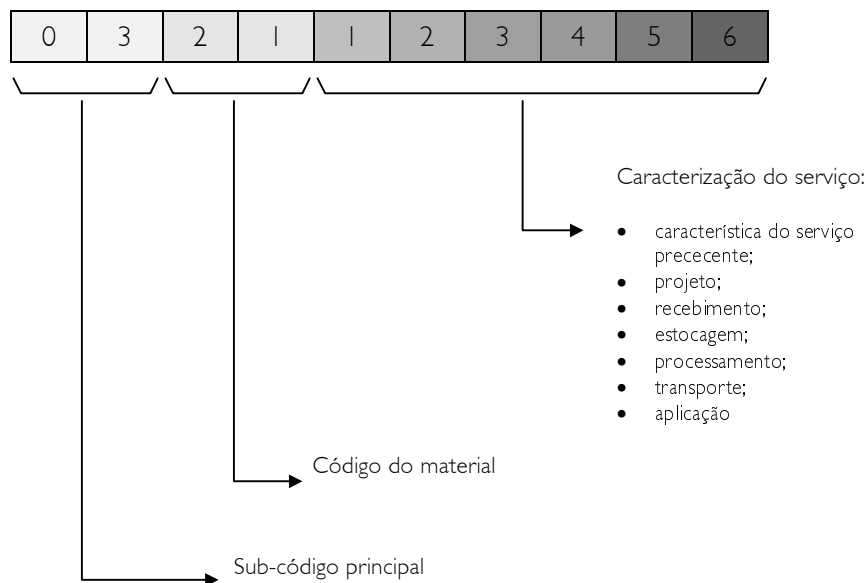 0 3 2 1 1 2 3 4 5 6
Caracterização do serviço:
• característica do serviço
prececente;
• projeto;
• recebimento;
• estocagem;
• processamento;
• transporte;
• aplicação
Código do material
Sub-código principal